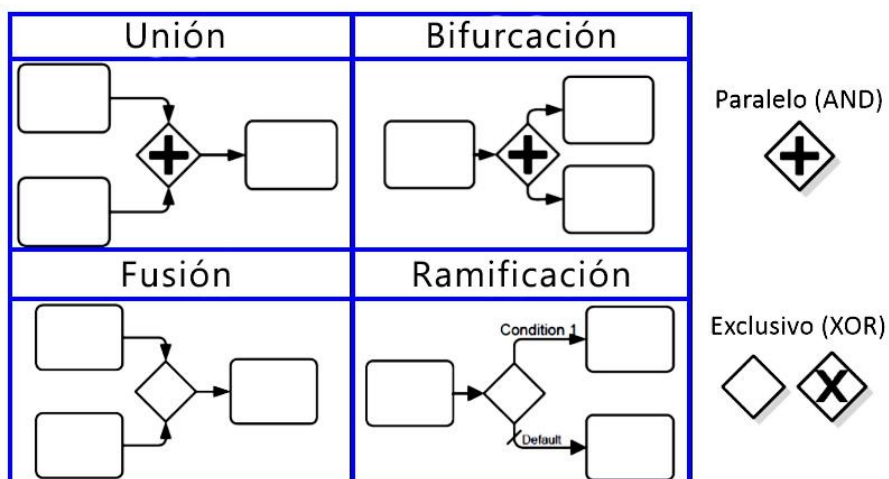 Unión
Bifurcación
Paralelo (AND)
Fusión
Ramificación
Condition 1
Default
Exclusivo (XOR)
X